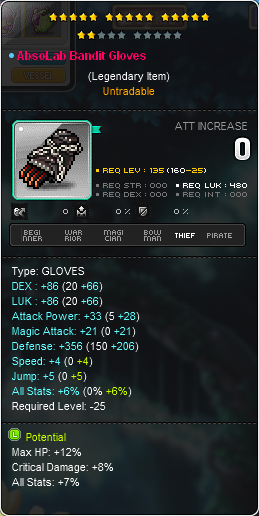 AbsoLab Bandit Gloves
(Legendary Item)
Untradable
ATT INCREASE
0
REQ LEV : 135 (160-25)
REQ STR : 000 REQ LUK : 480
REQ DEX : 000 REQ INT : 000
0 0 % 0 %
BEGINNER WARRIOR MAGICIAN BOWMAN THIEF PIRATE
Type: GLOVES
DEX : +86 (20 +66)
LUK : +86 (20 +66)
Attack Power: +33 (5 +28)
Magic Attack: +21 (0 +21)
Defense: +356 (150 +206)
Speed: +4 (0 +4)
Jump: +5 (0 +5)
All Stats: +6% (0% +6%)
Required Level: -25
L Potential
Max HP: +12%
Critical Damage: +8%
All Stats: +7%